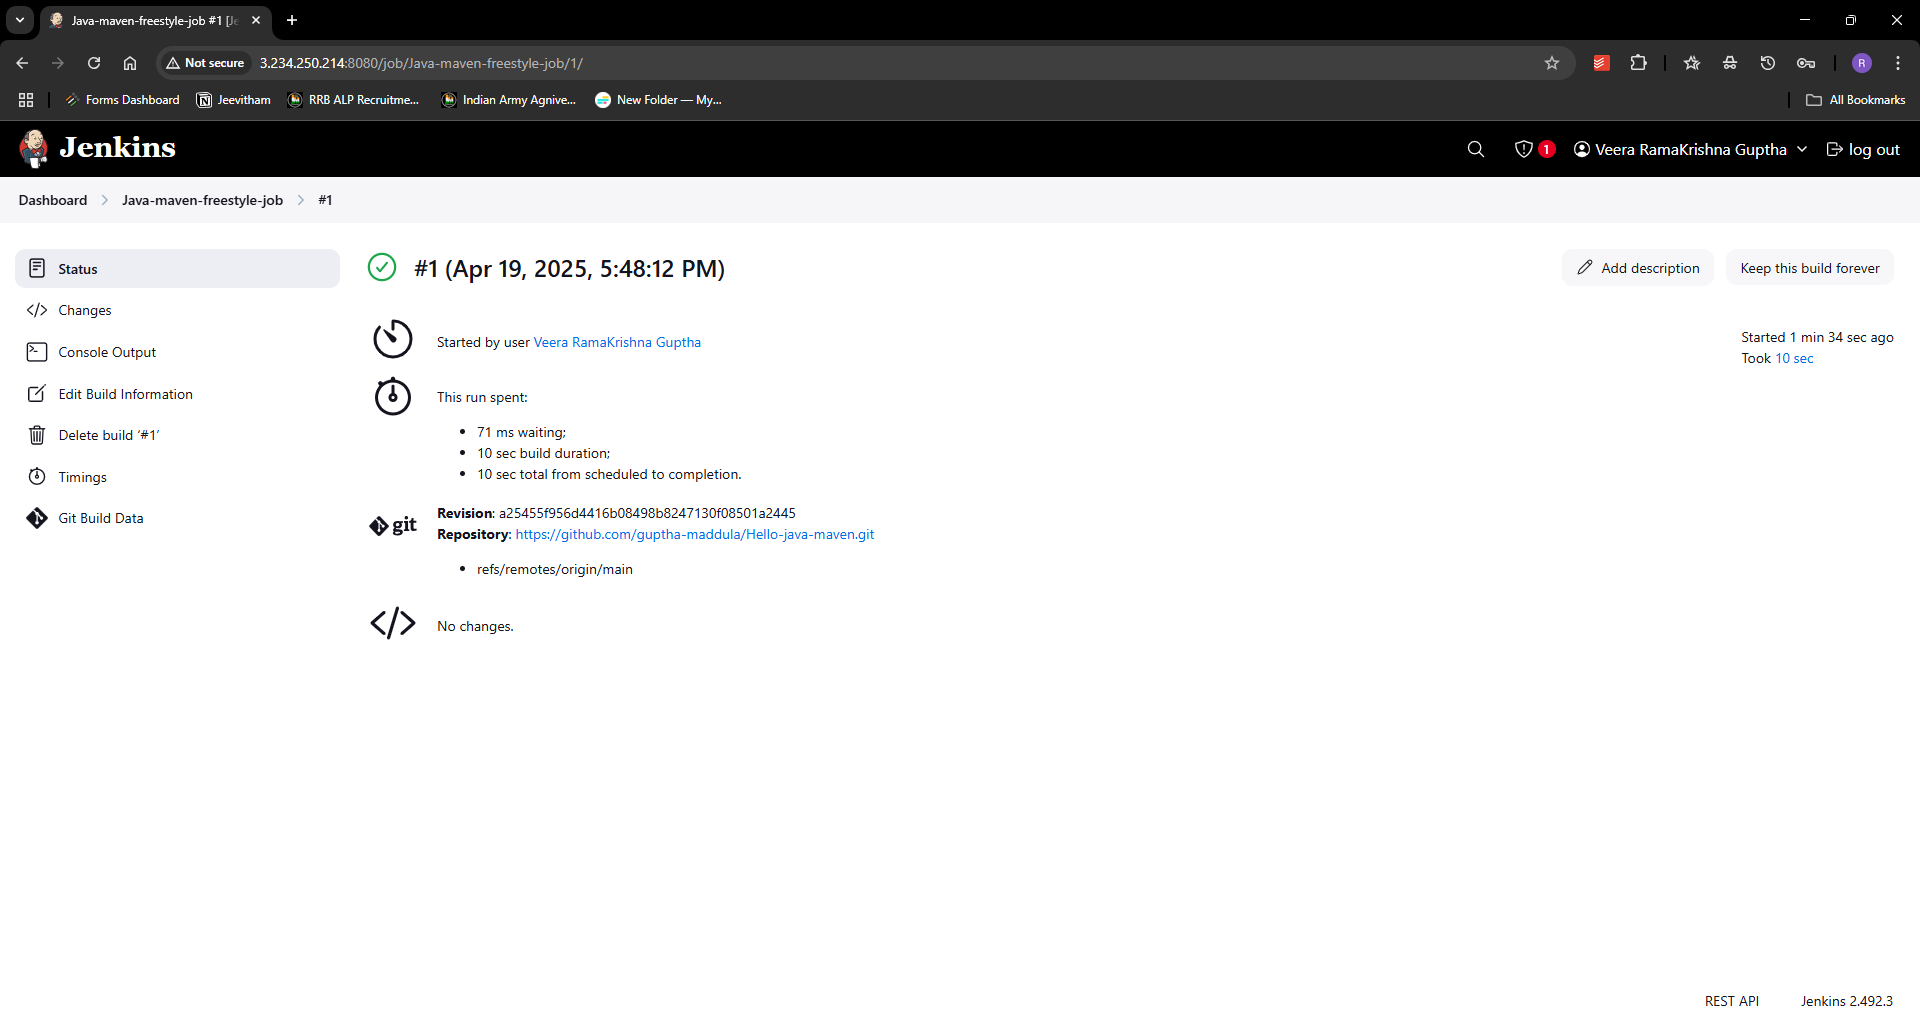 Java-maven-freestyle-job #1 [Je
Not secure
3.234.250.214:8080/job/Java-maven-freestyle-job/1/
R
Forms Dashboard
Jeevitham
RRB ALP Recruitme...
Indian Army Agnive...
New Folder — My...
All Bookmarks
Jenkins
1
Veera RamaKrishna Guptha
log out
Dashboard
Java-maven-freestyle-job
#1
Status
Changes
Console Output
Edit Build Information
Delete build ‘#1’
Timings
Git Build Data
#1 (Apr 19, 2025, 5:48:12 PM)
Add description
Keep this build forever
Started by user Veera RamaKrishna Guptha
Started 1 min 34 sec ago
Took 10 sec
This run spent:
71 ms waiting;
10 sec build duration;
10 sec total from scheduled to completion.
git
Revision: a25455f956d4416b08498b8247130f08501a2445
Repository: https://github.com/guptha-maddula/Hello-java-maven.git
refs/remotes/origin/main
No changes.
REST API
Jenkins 2.492.3